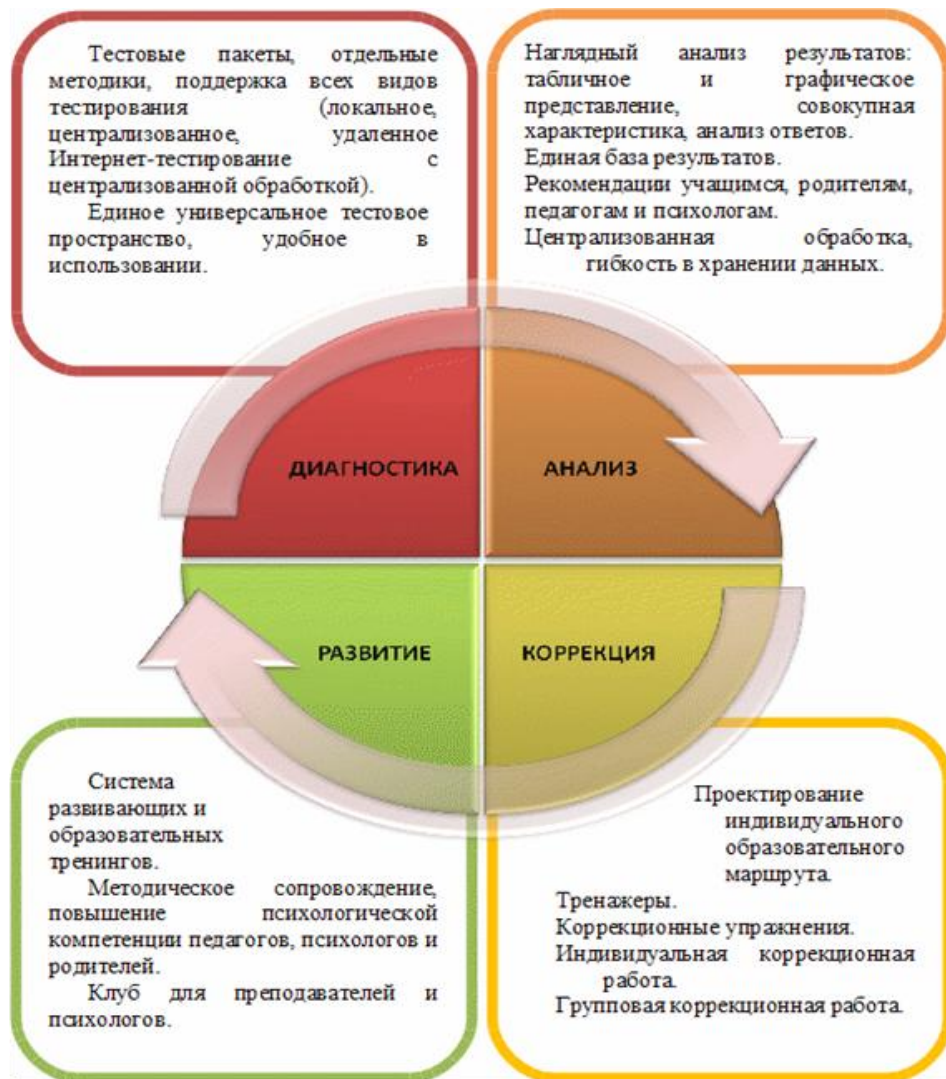 Тестовые пакеты, отдельные
методики, поддержка всех видов
тестирования (локальное,
централизованное, удаленное
Интернет-тестирование с
централизованной обработкой).
Единое универсальное тестовое
пространство, удобное в
использовании.
Наглядный анализ результатов:
табличное и графическое
представление, совокупная
характеристика, анализ ответов.
Единая база результатов.
Рекомендации учащимся, родителям,
педагогам и психологам.
Централизованная обработка,
гибкость в хранении данных.
ДИАГНОСТИКА
АНАЛИЗ
РАЗВИТИЕ
КОРРЕКЦИЯ
Система
развивающих и
образовательных
тренингов.
Методическое сопровождение,
повышение психологической
компетенции педагогов, психологов и
родителей.
Клуб для преподавателей и
психологов.
Проектирование
индивидуального
образовательного
маршрута.
Тренажеры.
Коррекционные упражнения.
Индивидуальная коррекционная
работа.
Групповая коррекционная работа.